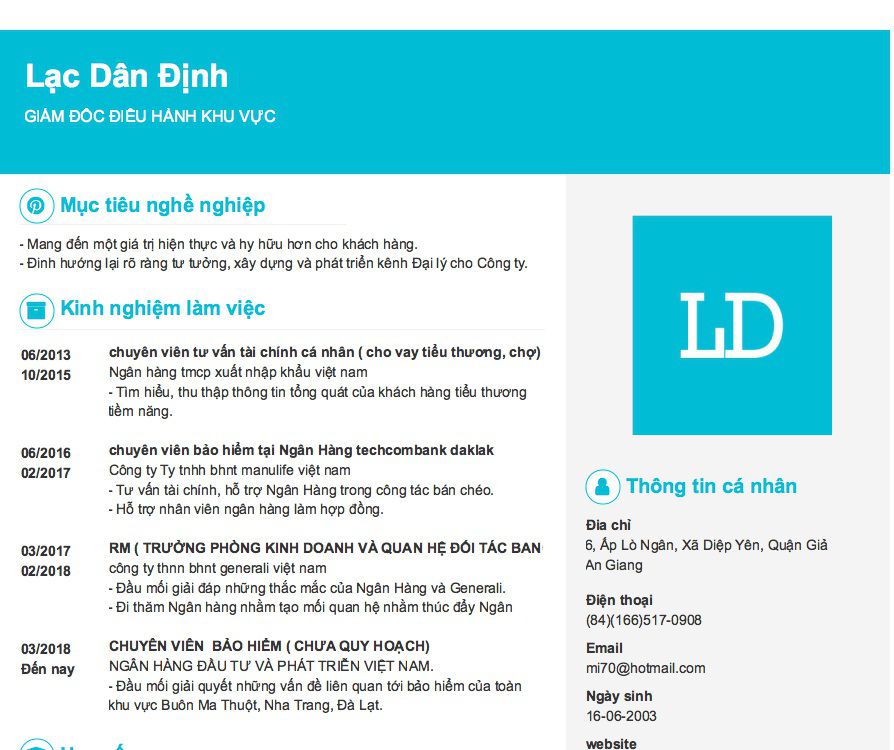 Lạc Dân Định
GIÁM ĐỐC ĐIỀU HÀNH KHU VỰC
Mục tiêu nghề nghiệp
- Mang đến một giá trị hiện thực và hy hữu hơn cho khách hàng.
- Đinh hướng lại rõ ràng tư tưởng, xây dựng và phát triển kênh Đại lý cho Công ty.
Kinh nghiệm làm việc
06/2013
10/2015
chuyên viên tư vấn tài chính cá nhân ( cho vay tiểu thương, chợ)
Ngân hàng tmcp xuất nhập khẩu việt nam
- Tìm hiểu, thu thập thông tin tổng quát của khách hàng tiểu thương
tiềm năng.
06/2016
02/2017
chuyên viên bảo hiểm tại Ngân Hàng techcombank daklak
Công ty Ty tnhh bhnt manulife việt nam
- Tư vấn tài chính, hỗ trợ Ngân Hàng trong công tác bán chéo.
- Hỗ trợ nhân viên ngân hàng làm hợp đồng.
03/2017
02/2018
RM ( TRƯỞNG PHÒNG KINH DOANH VÀ QUAN HỆ ĐỐI TÁC BAN
công ty thnn bhnt generali việt nam
- Đầu mối giải đáp những thắc mắc của Ngân Hàng và Generali.
- Đi thăm Ngân hàng nhằm tạo mối quan hệ nhằm thúc đẩy Ngân
03/2018
Đến nay
CHUYÊN VIÊN BẢO HIỂM ( CHƯA QUY HOẠCH)
NGÂN HÀNG ĐẦU TƯ VÀ PHÁT TRIỄN VIỆT NAM.
- Đầu mối giải quyết những vấn đề liên quan tới bảo hiểm của toàn
khu vực Buôn Ma Thuột, Nha Trang, Đà Lạt.
LD
Thông tin cá nhân
Đia chỉ
6, Ấp Lò Ngân, Xã Diệp Yên, Quận Giả
An Giang
Điện thoại
(84)(166)517-0908
Email
mi70@hotmail.com
Ngày sinh
16-06-2003
website